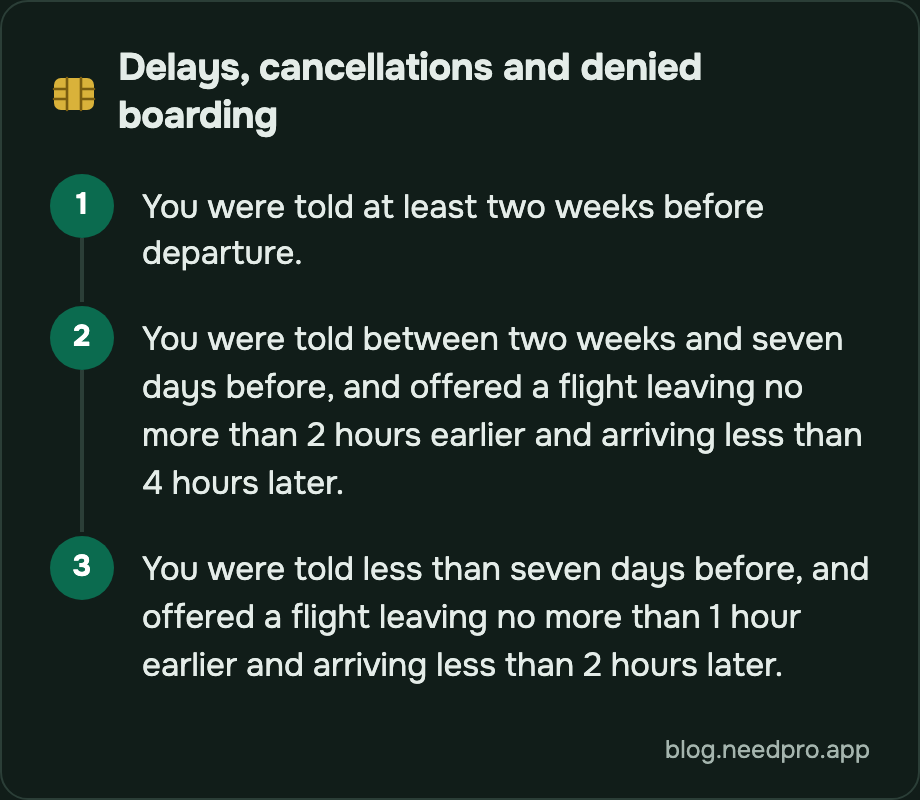 Delays, cancellations and denied
boarding
1
You were told at least two weeks before
departure.
2
You were told between two weeks and seven
days before, and offered a flight leaving no
more than 2 hours earlier and arriving less than
4 hours later.
3
You were told less than seven days before, and
offered a flight leaving no more than 1 hour
earlier and arriving less than 2 hours later.
blog.needpro.app